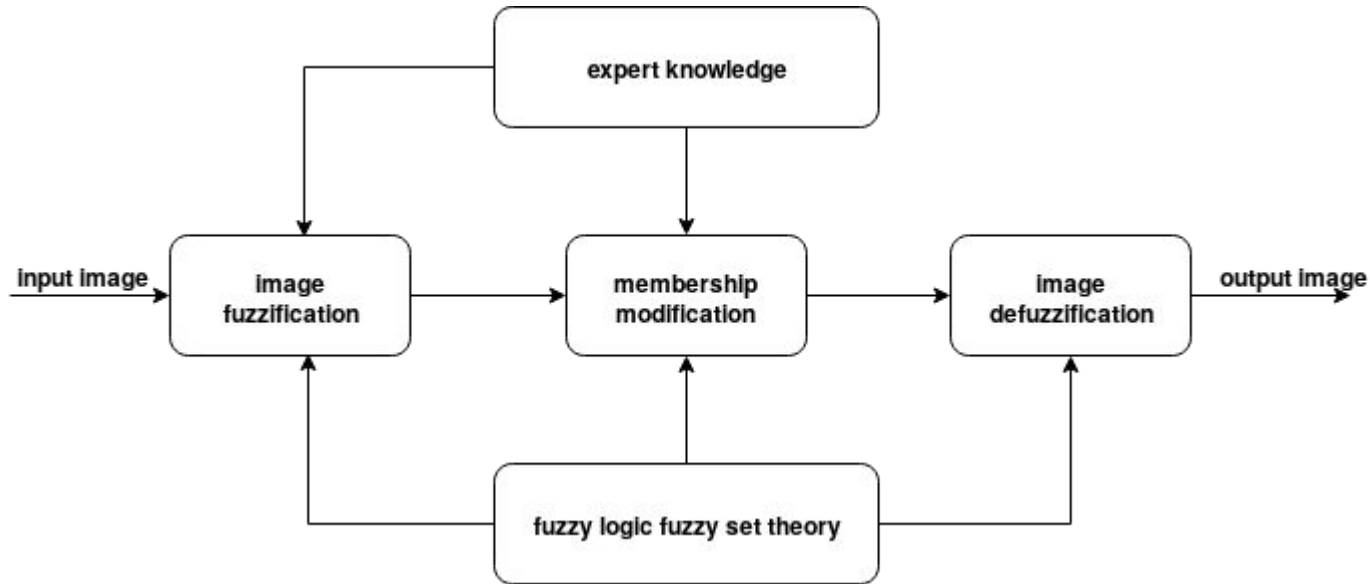 expert knowledge
input image
image
fuzzification
membership
modification
image
defuzzification
output image
fuzzy logic fuzzy set theory